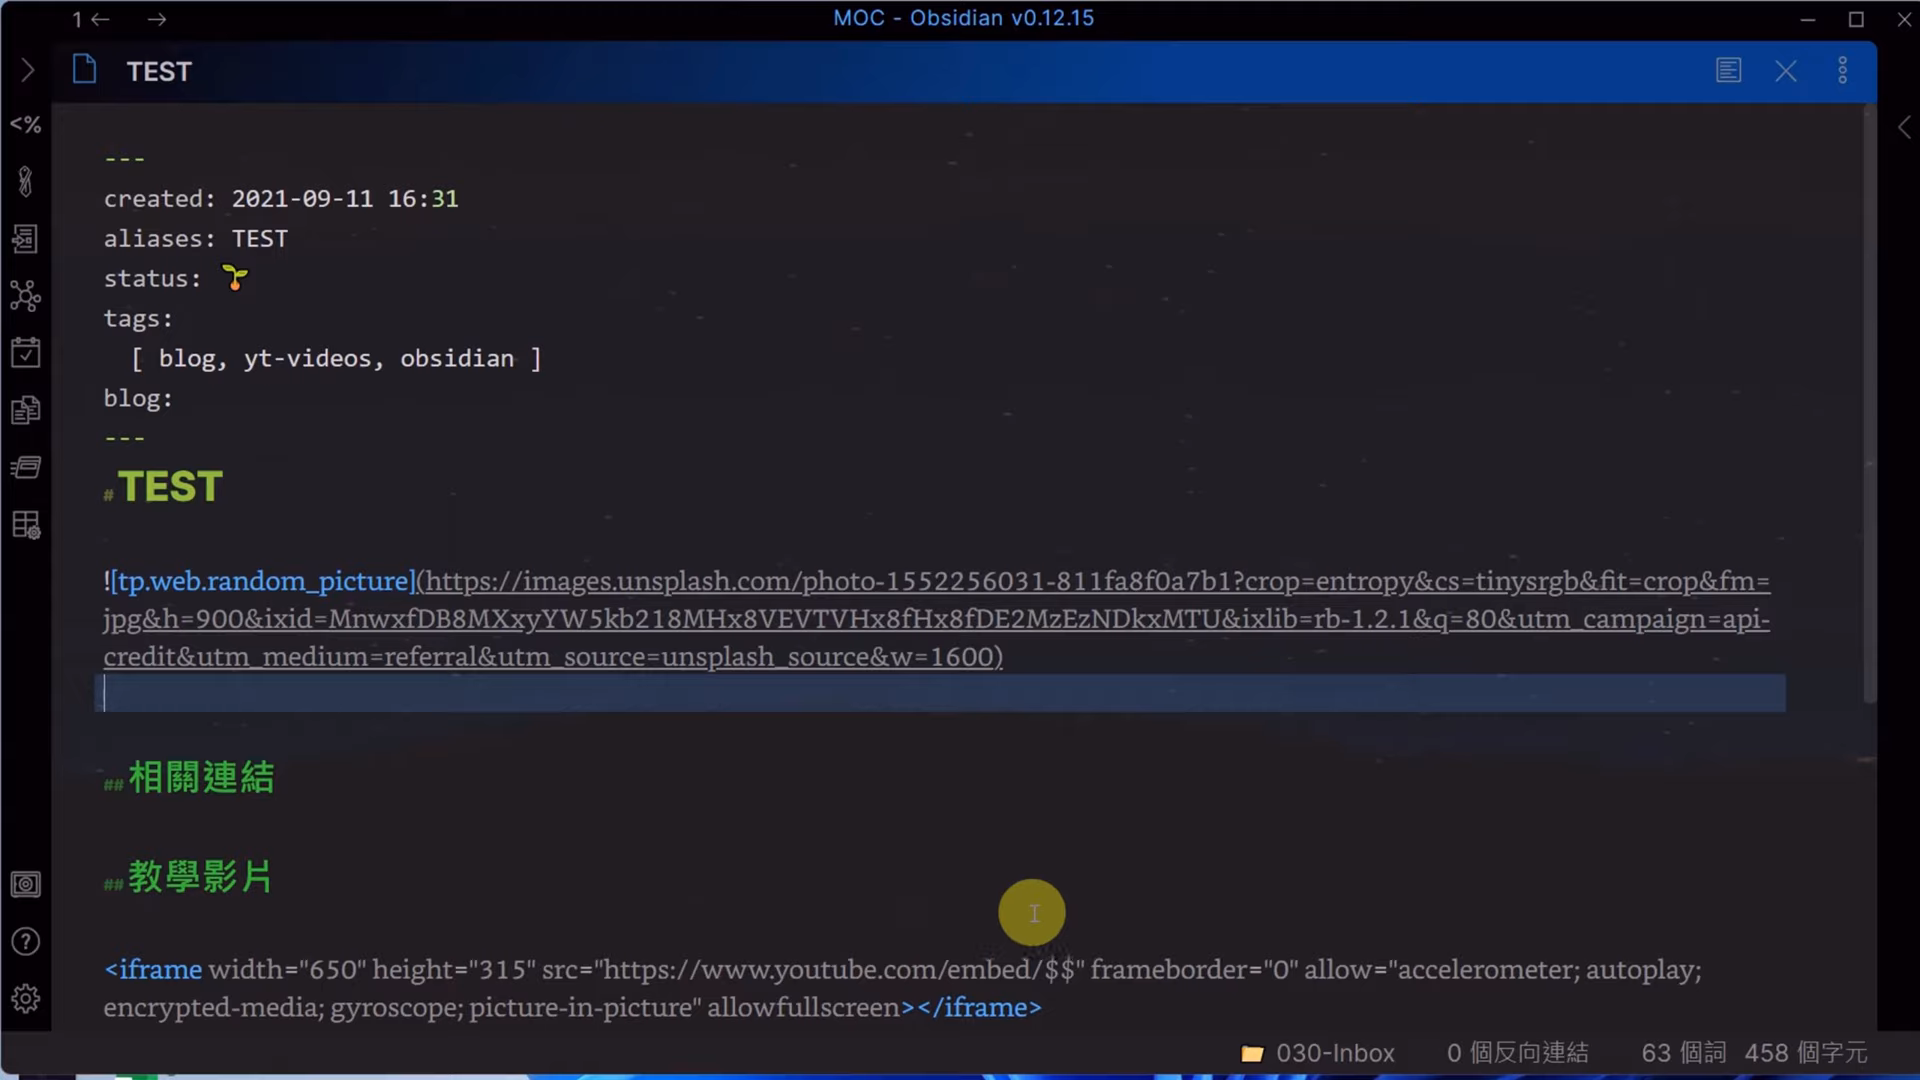 1
MOC - Obsidian v0.12.15
TEST
<%
---
created: 2021-09-11 16:31
aliases: TEST
status:
tags:
[ blog, yt-videos, obsidian ]
blog:
---
# TEST
![tp.web.random_picture](https://images.unsplash.com/photo-1552256031-811fa8f0a7b1?crop=entropy&cs=tinysrgb&fit=crop&fm=
jpg&h=900&ixid=MnwxfDB8MXxyYW5kb218MHx8VEVTVHx8fHx8fDE2MzEzNDkxMTU&ixlib=rb-1.2.1&q=80&utm_campaign=api-
credit&utm_medium=referral&utm_source=unsplash_source&w=1600)
## 相關連結
## 教學影片
<iframe width="650" height="315" src="https://www.youtube.com/embed/$$" frameborder="0" allow="accelerometer; autoplay;
encrypted-media; gyroscope; picture-in-picture" allowfullscreen></iframe>
030-Inbox 0 個反向連結 63 個詞 458 個字元